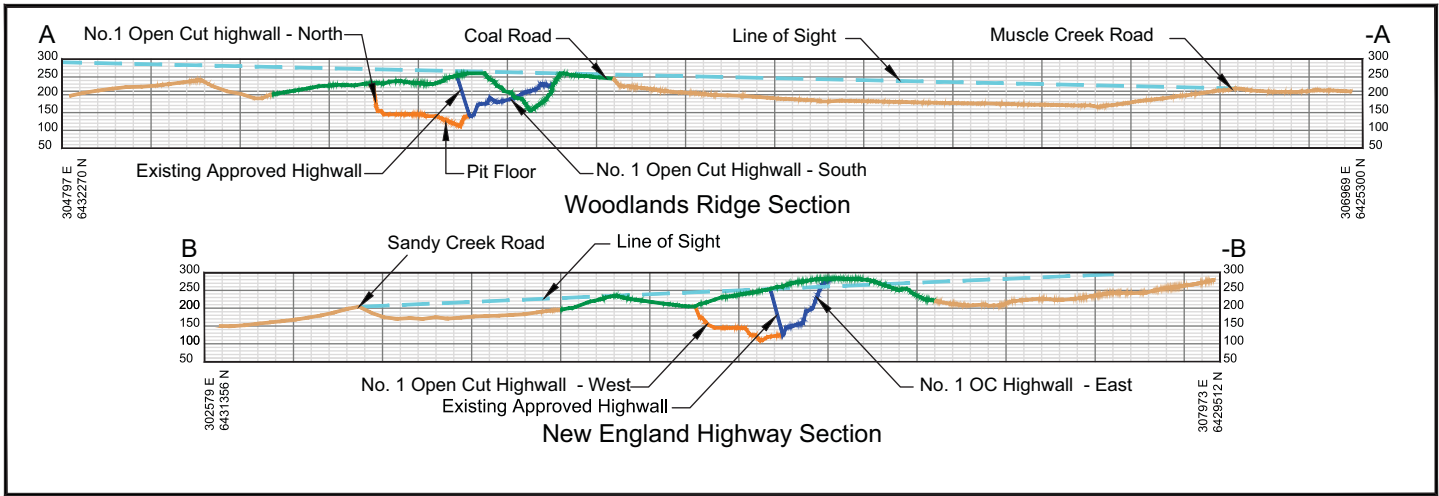 A
No.1 Open Cut highwall - North
Coal Road
Line of Sight
Muscle Creek Road
-A
300
250
200
150
100
50
300
250
200
150
100
50
Existing Approved Highwall
Pit Floor
No. 1 Open Cut Highwall - South
304797 E
6432270 N
306969 E
6425300 N
Woodlands Ridge Section
B
Sandy Creek Road
Line of Sight
-B
300
250
200
150
100
50
300
250
200
150
100
50
No. 1 Open Cut Highwall - West
No. 1 OC Highwall - East
Existing Approved Highwall
302579 E
6431356 N
307973 E
6429512 N
New England Highway Section